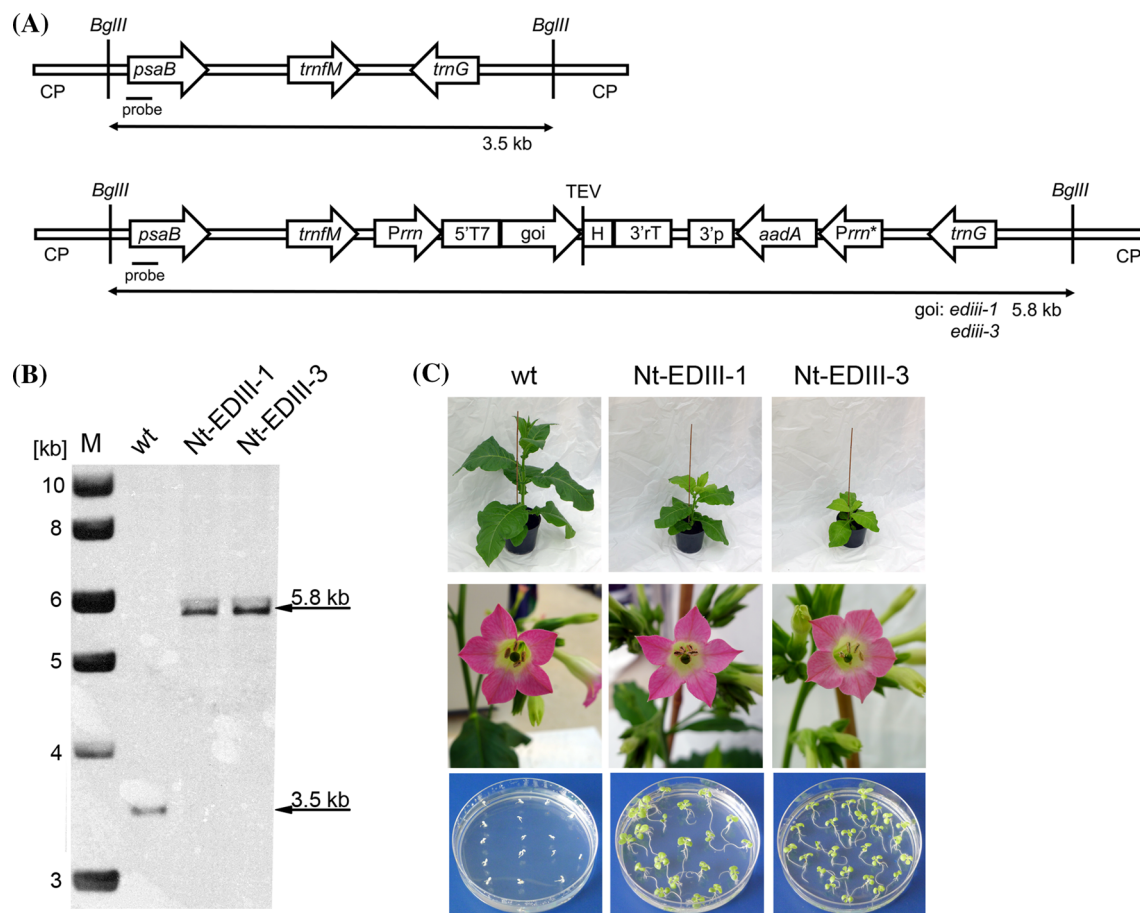 (A)
BglII BglII
psaB trnfM trnG
CP CP
probe
3.5 kb
BglII TEV BglII
psaB trnfM Prrn 5'T7 goi H 3'rT 3'p aadA Prrn* trnG
CP CP
probe
goi: ediii-1 5.8 kb
ediii-3
(B)
[kb] M wt Nt-EDIII-1 Nt-EDIII-3
10
8
6
5.8 kb
5
4
3.5 kb
3
(C)
wt Nt-EDIII-1 Nt-EDIII-3